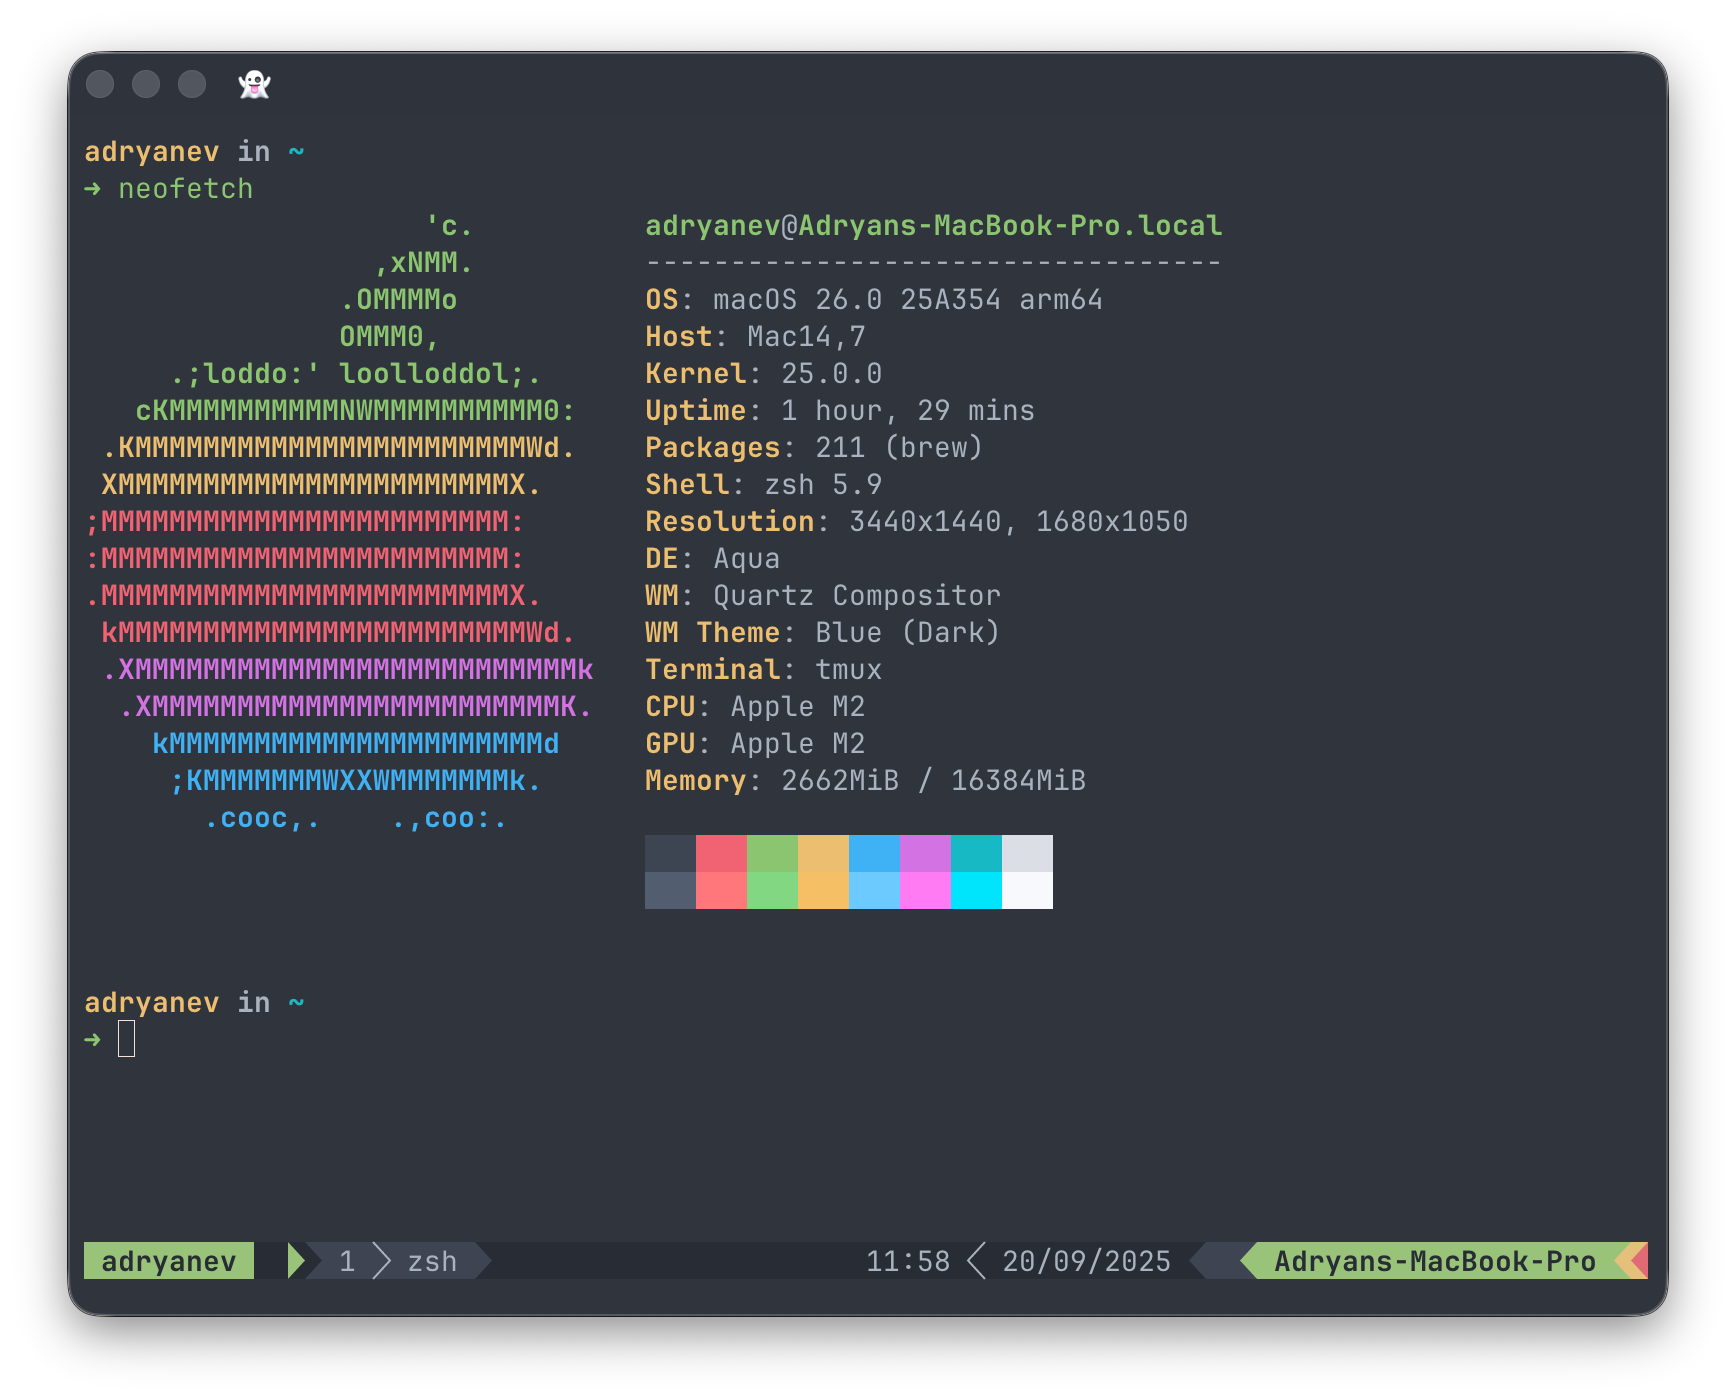 adryanev in ~
➜ neofetch
                    'c.          adryanev@Adryans-MacBook-Pro.local
                 ,xNMM.          ----------------------------------
               .OMMMMo           OS: macOS 26.0 25A354 arm64
               OMMM0,            Host: Mac14,7
     .;loddo:' loolloddol;.      Kernel: 25.0.0
   cKMMMMMMMMMMNWMMMMMMMMMM0:    Uptime: 1 hour, 29 mins
 .KMMMMMMMMMMMMMMMMMMMMMMMWd.    Packages: 211 (brew)
 XMMMMMMMMMMMMMMMMMMMMMMMX.      Shell: zsh 5.9
;MMMMMMMMMMMMMMMMMMMMMMMM:       Resolution: 3440x1440, 1680x1050
:MMMMMMMMMMMMMMMMMMMMMMMM:       DE: Aqua
.MMMMMMMMMMMMMMMMMMMMMMMMX.      WM: Quartz Compositor
 kMMMMMMMMMMMMMMMMMMMMMMMMWd.    WM Theme: Blue (Dark)
 .XMMMMMMMMMMMMMMMMMMMMMMMMMMk   Terminal: tmux
  .XMMMMMMMMMMMMMMMMMMMMMMMMK.   CPU: Apple M2
    kMMMMMMMMMMMMMMMMMMMMMMd     GPU: Apple M2
     ;KMMMMMMMWXXWMMMMMMMk.      Memory: 2662MiB / 16384MiB
       .cooc,.    .,coo:.
adryanev in ~
➜
adryanev 1 zsh 11:58 20/09/2025 Adryans-MacBook-Pro